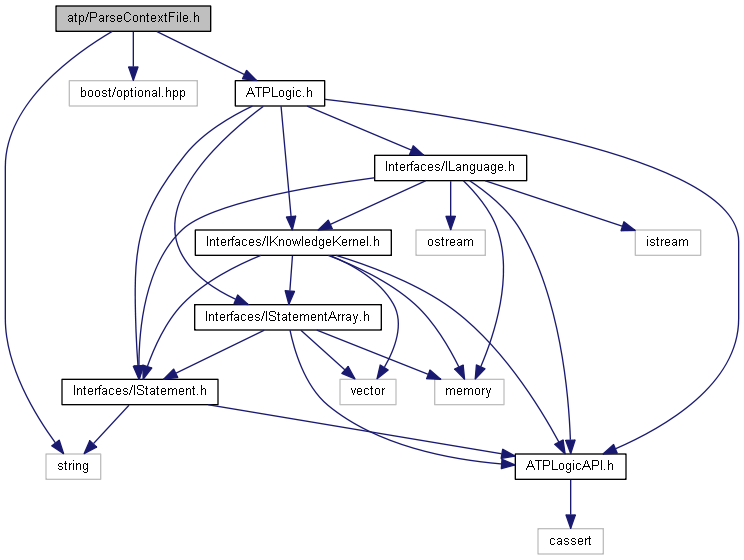 atp/ParseContextFile.h
boost/optional.hpp
ATPLogic.h
Interfaces/ILanguage.h
Interfaces/IKnowledgeKernel.h
ostream
istream
Interfaces/IStatementArray.h
Interfaces/IStatement.h
vector
memory
string
ATPLogicAPI.h
cassert